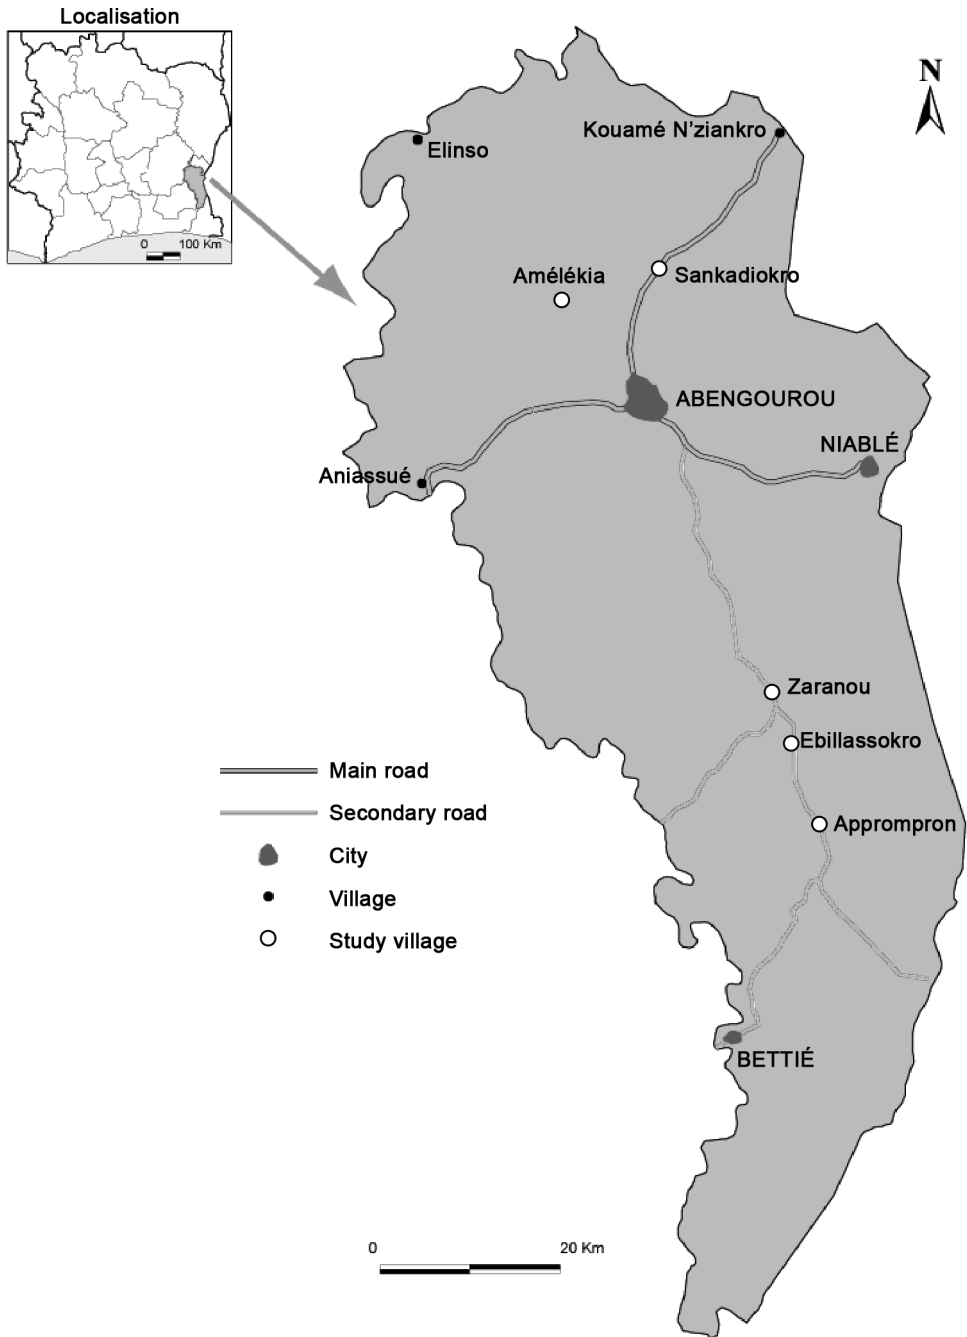 Localisation
0 100 Km
N
Kouamé N'ziankro
Elinso
Amélékia
Sankadiokro
ABENGOUROU
NIABLÉ
Aniassué
Zaranou
Ebillassokro
Main road
Secondary road
Apprompron
City
Village
Study village
BETTIÉ
0 20 Km